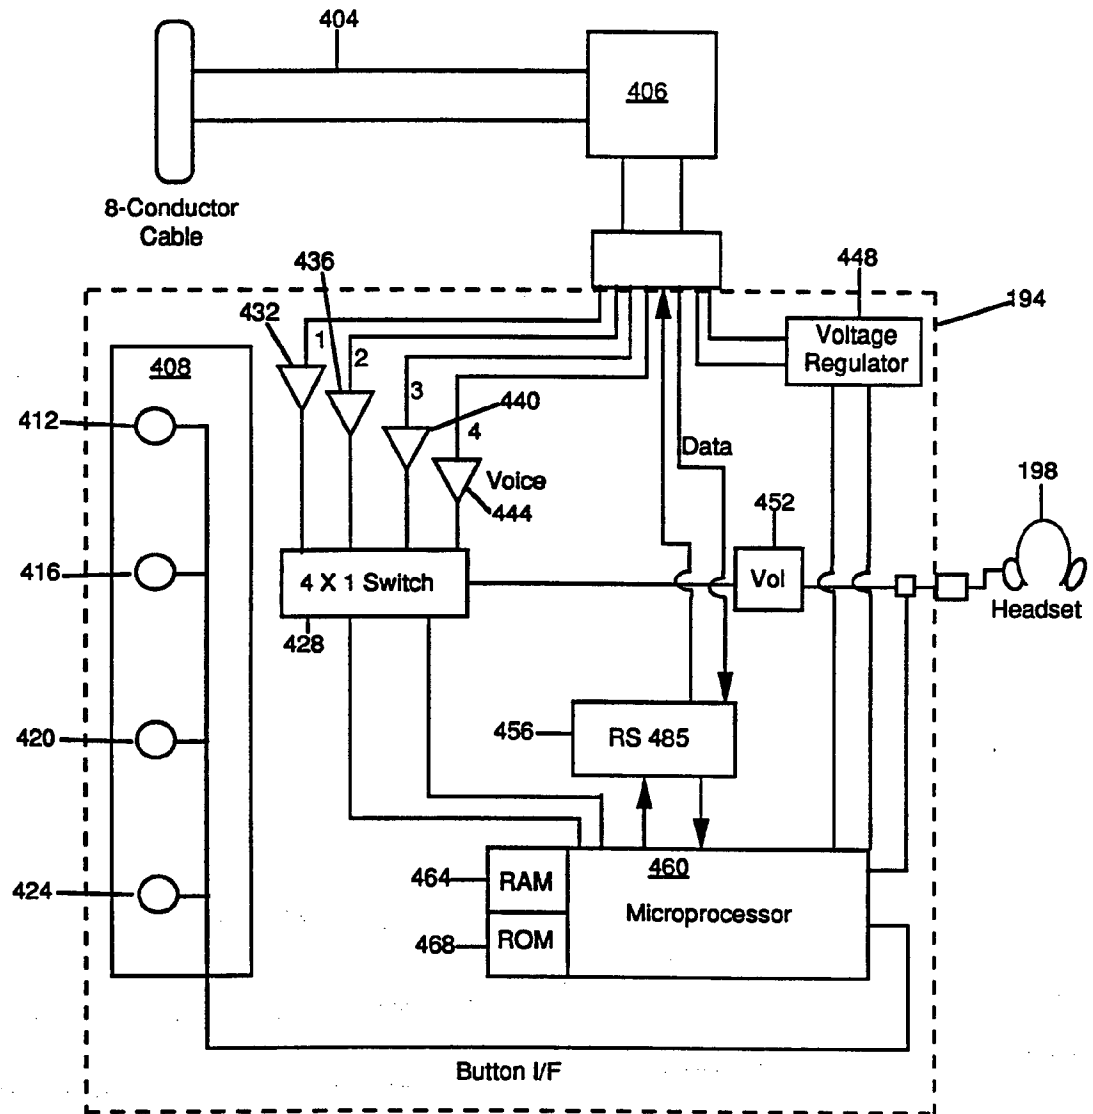 404
406
8-Conductor
Cable
436
448
432
194
1
Voltage
Regulator
2
408
3
440
412
4
Data
Voice
198
444
452
416
4 X 1 Switch
Vol
Headset
428
456
RS 485
420
460
464
RAM
424
Microprocessor
468
ROM
Button I/F